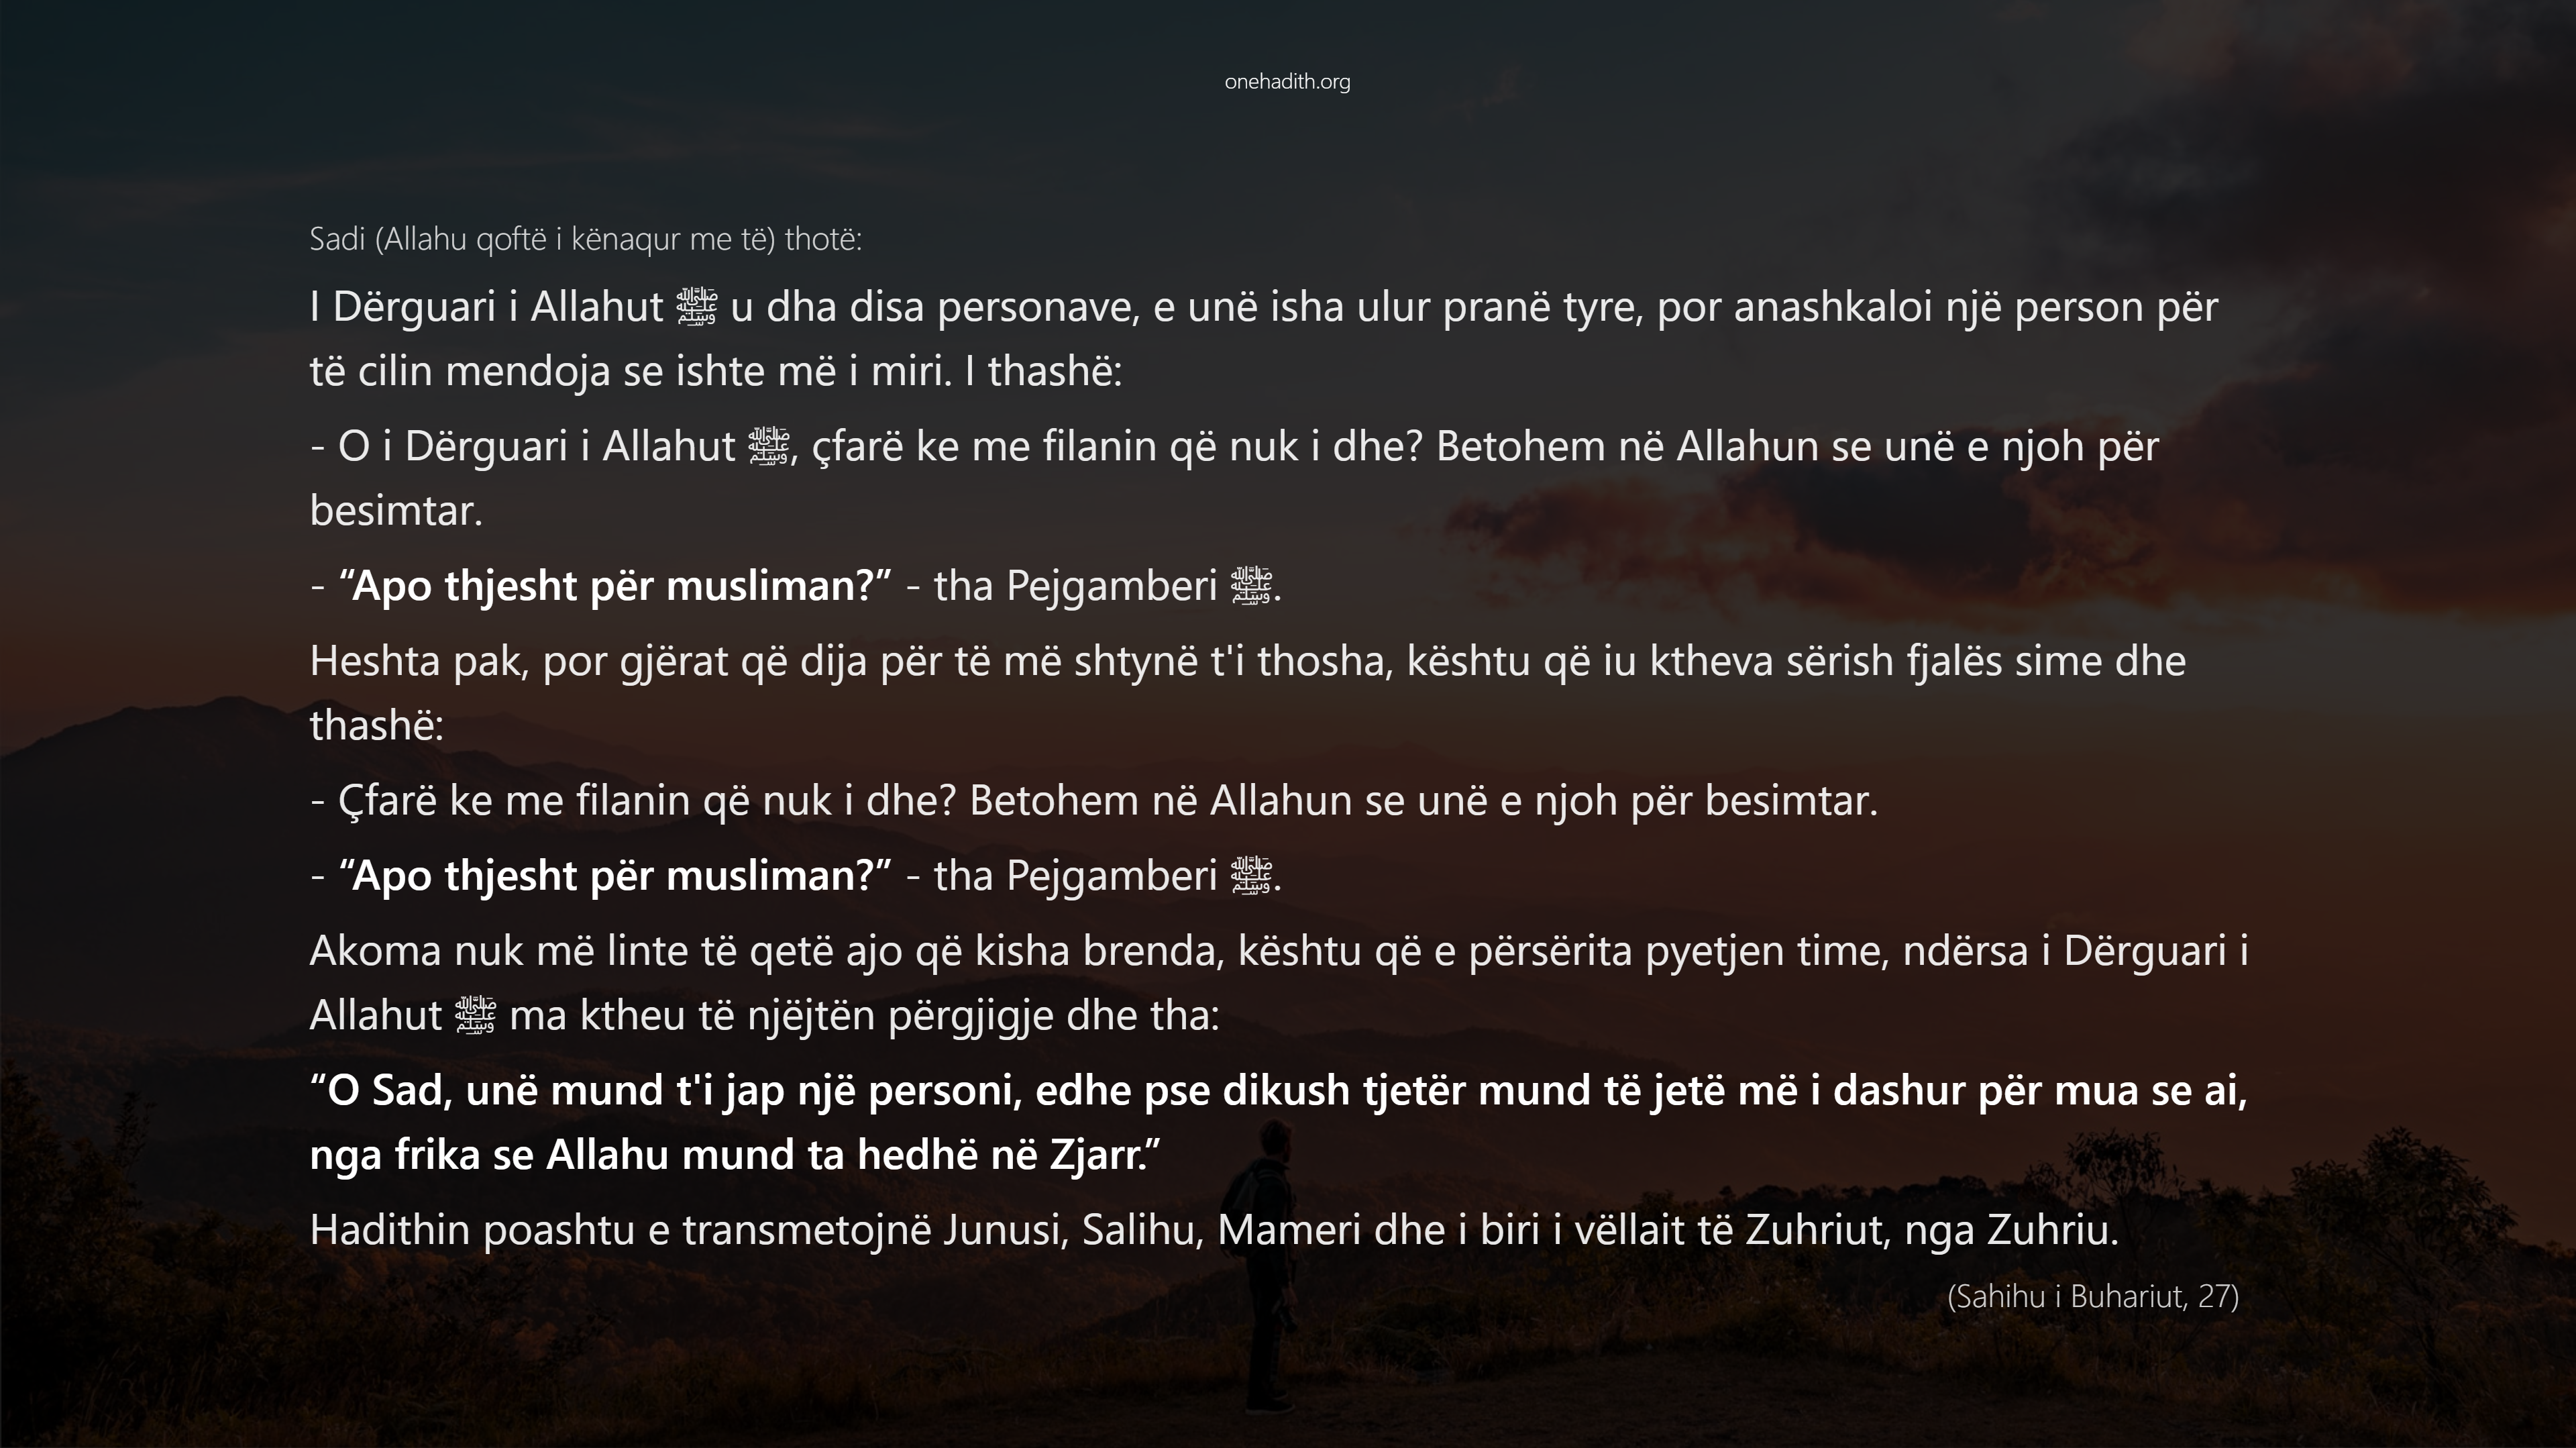 onehadith.org
Sadi (Allahu qoftë i kënaqur me të) thotë:
I Dërguari i Allahut ﷺ u dha disa personave, e unë isha ulur pranë tyre, por anashkaloi një person për
të cilin mendoja se ishte më i miri. I thashë:
- O i Dërguari i Allahut ﷺ, çfarë ke me filanin që nuk i dhe? Betohem në Allahun se unë e njoh për
besimtar.
- “Apo thjesht për musliman?” - tha Pejgamberi ﷺ.
Heshta pak, por gjërat që dija për të më shtynë t'i thosha, kështu që iu ktheva sërish fjalës sime dhe
thashë:
- Çfarë ke me filanin që nuk i dhe? Betohem në Allahun se unë e njoh për besimtar.
- “Apo thjesht për musliman?” - tha Pejgamberi ﷺ.
Akoma nuk më linte të qetë ajo që kisha brenda, kështu që e përsërita pyetjen time, ndërsa i Dërguari i
Allahut ﷺ ma ktheu të njëjtën përgjigje dhe tha:
“O Sad, unë mund t'i jap një personi, edhe pse dikush tjetër mund të jetë më i dashur për mua se ai,
nga frika se Allahu mund ta hedhë në Zjarr.”
Hadithin poashtu e transmetojnë Junusi, Salihu, Mameri dhe i biri i vëllait të Zuhriut, nga Zuhriu.
(Sahihu i Buhariut, 27)